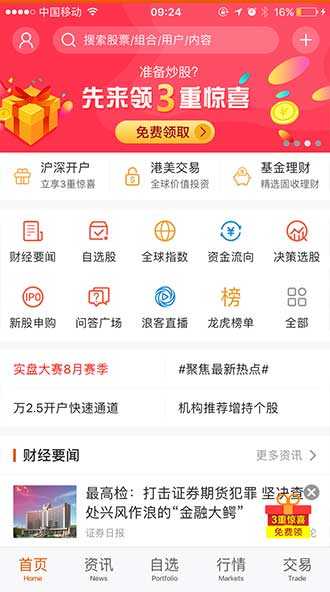 中国移动
09:24
16%
搜索股票/组合/用户/内容
准备炒股?
先来领3重惊喜
免费领取
沪深开户
立享3重惊喜
港美交易
全球价值投资
基金理财
精选固收理财
财经要闻
自选股
全球指数
资金流向
决策选股
IPO
新股申购
问答广场
浪客直播
榜
龙虎榜单
全部
实盘大赛8月赛季
#聚焦最新热点#
万2.5开户快速通道
机构推荐增持个股
财经要闻
更多资讯
最高检：打击证券期货犯罪 坚决查
处兴风作浪的“金融大鳄”
证券日报
论
3重惊喜
免费领
首页
Home
资讯
News
自选
Portfolio
行情
Markets
交易
Trade